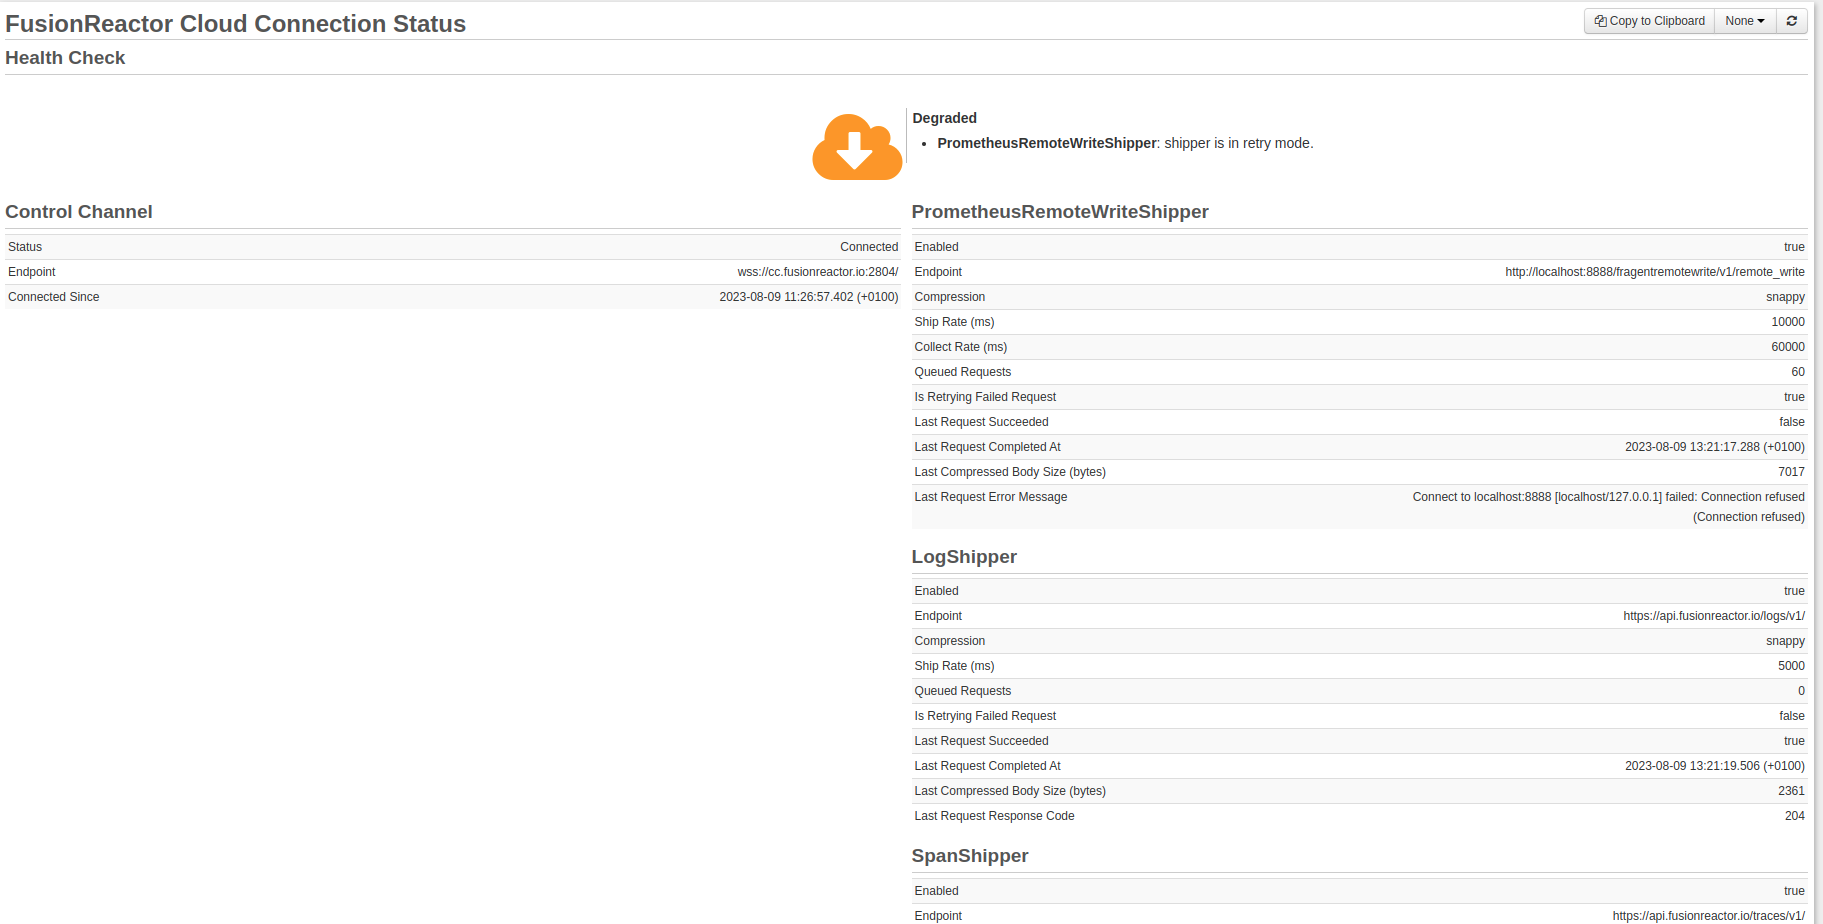 FusionReactor Cloud Connection Status
Copy to Clipboard None
Health Check
Degraded
• PrometheusRemoteWriteShipper: shipper is in retry mode.
Control Channel
Status Connected
Endpoint wss://cc.fusionreactor.io:2804/
Connected Since 2023-08-09 11:26:57.402 (+0100)
PrometheusRemoteWriteShipper
Enabled true
Endpoint http://localhost:8888/fragentremotewrite/v1/remote_write
Compression snappy
Ship Rate (ms) 10000
Collect Rate (ms) 60000
Queued Requests 60
Is Retrying Failed Request true
Last Request Succeeded false
Last Request Completed At 2023-08-09 13:21:17.288 (+0100)
Last Compressed Body Size (bytes) 7017
Last Request Error Message Connect to localhost:8888 [localhost/127.0.0.1] failed: Connection refused
(Connection refused)
LogShipper
Enabled true
Endpoint https://api.fusionreactor.io/logs/v1/
Compression snappy
Ship Rate (ms) 5000
Queued Requests 0
Is Retrying Failed Request false
Last Request Succeeded true
Last Request Completed At 2023-08-09 13:21:19.506 (+0100)
Last Compressed Body Size (bytes) 2361
Last Request Response Code 204
SpanShipper
Enabled true
Endpoint https://api.fusionreactor.io/traces/v1/